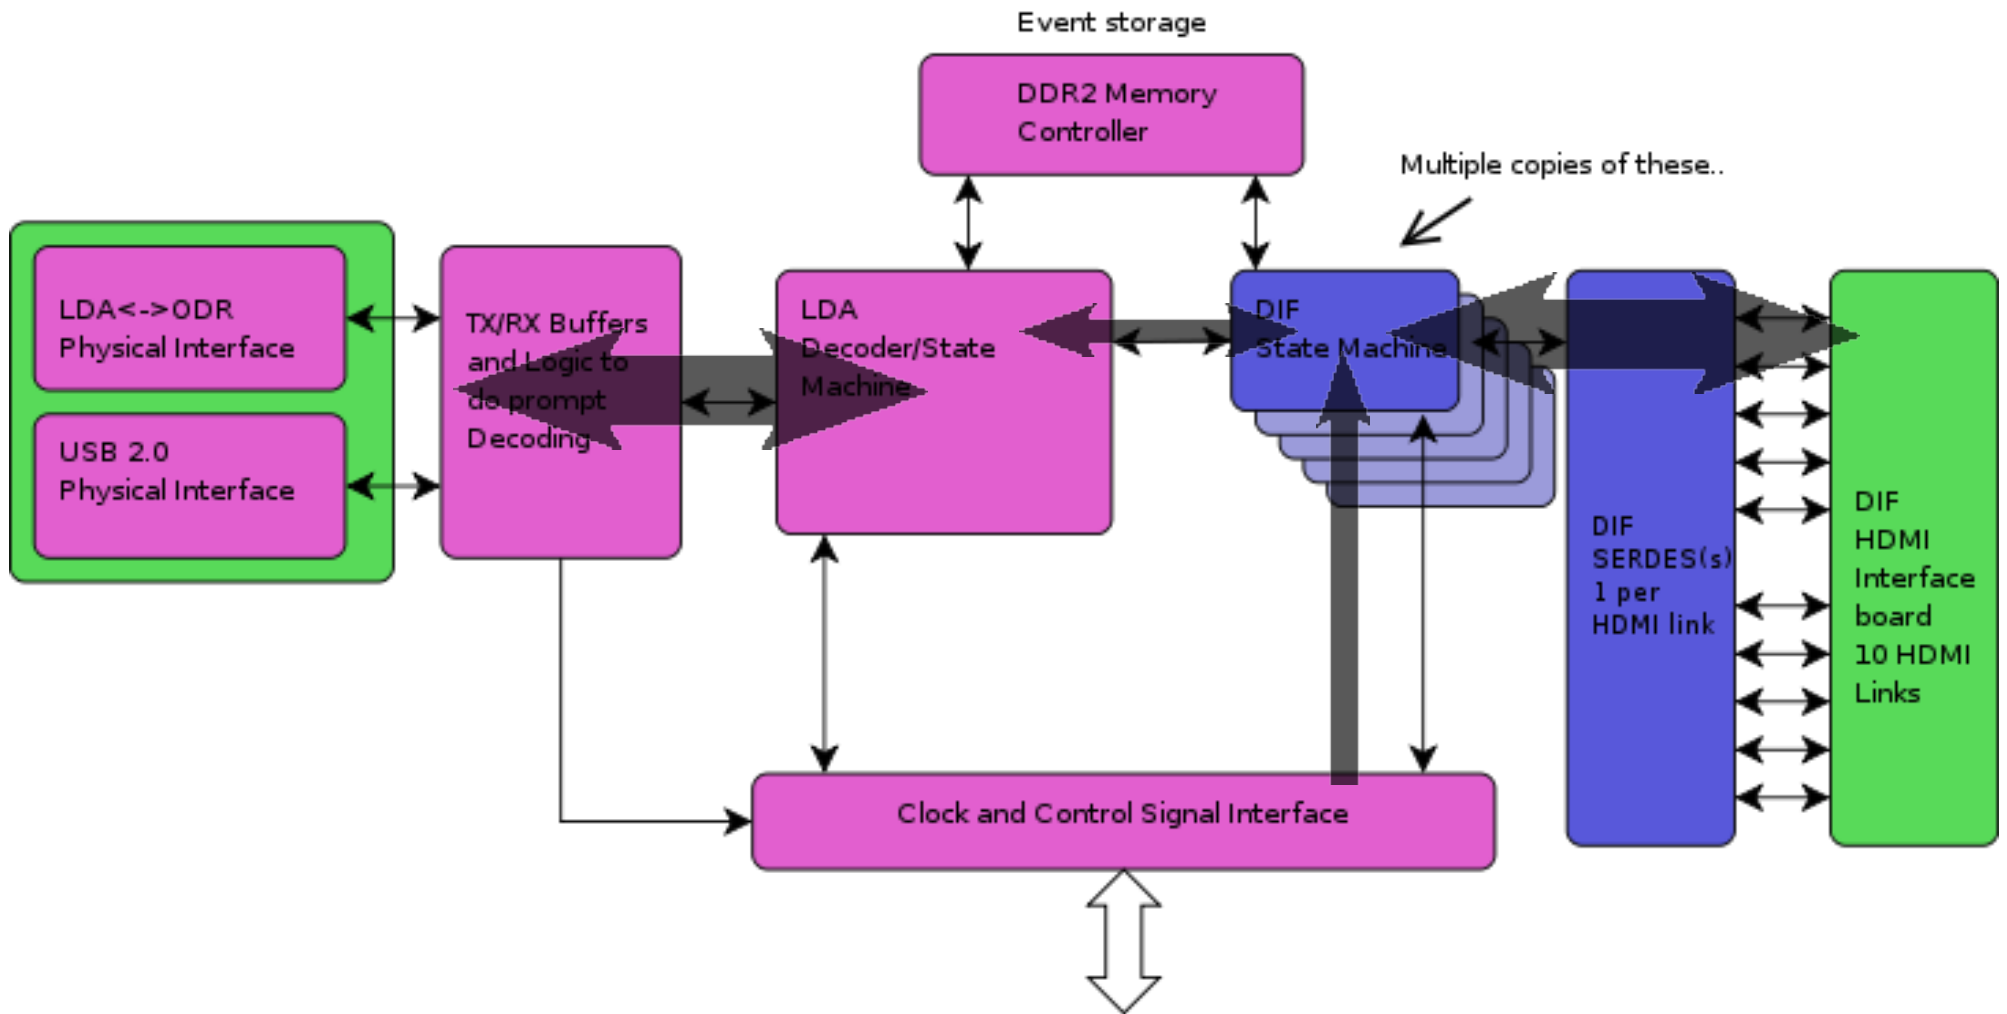 Event storage
DDR2 Memory
Controller
Multiple copies of these..
LDA<->ODR
Physical Interface
USB 2.0
Physical Interface
TX/RX Buffers
and Logic to
do prompt
Decoding
LDA
Decoder/State
Machine
DIF
State Machine
DIF
SERDES(s)
1 per
HDMI link
DIF
HDMI
Interface
board
10 HDMI
Links
Clock and Control Signal Interface